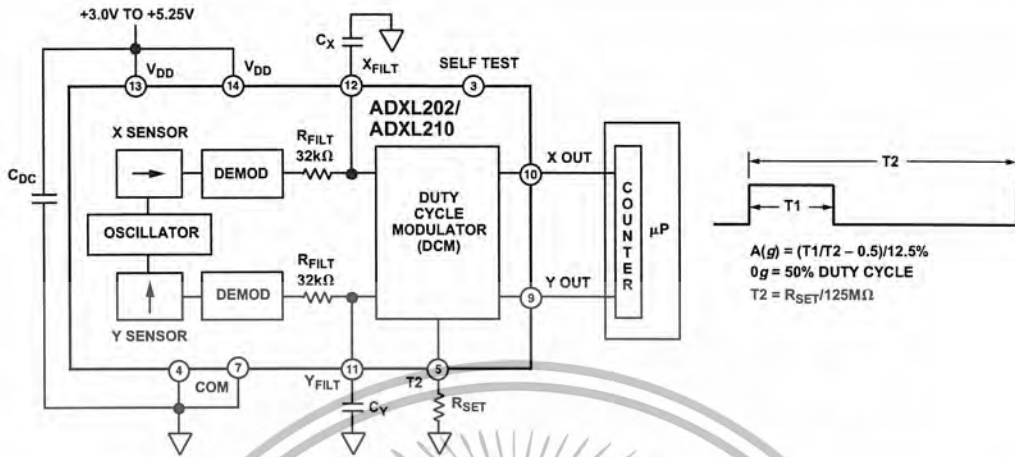 +3.0V TO +5.25V
CX
VDD
VDD
XFILT
SELF TEST
13
14
12
3
ADXL202/
ADXL210
X SENSOR
RFILT
32kΩ
DEMOD
CDC
X OUT
10
T2
T1
COUNTER
µP
DUTY
CYCLE
MODULATOR
(DCM)
OSCILLATOR
A(g) = (T1/T2 – 0.5)/12.5%
0g = 50% DUTY CYCLE
T2 = RSET/125MΩ
RFILT
32kΩ
DEMOD
Y OUT
9
Y SENSOR
4
7
COM
YFILT
11
T2
5
CY
RSET